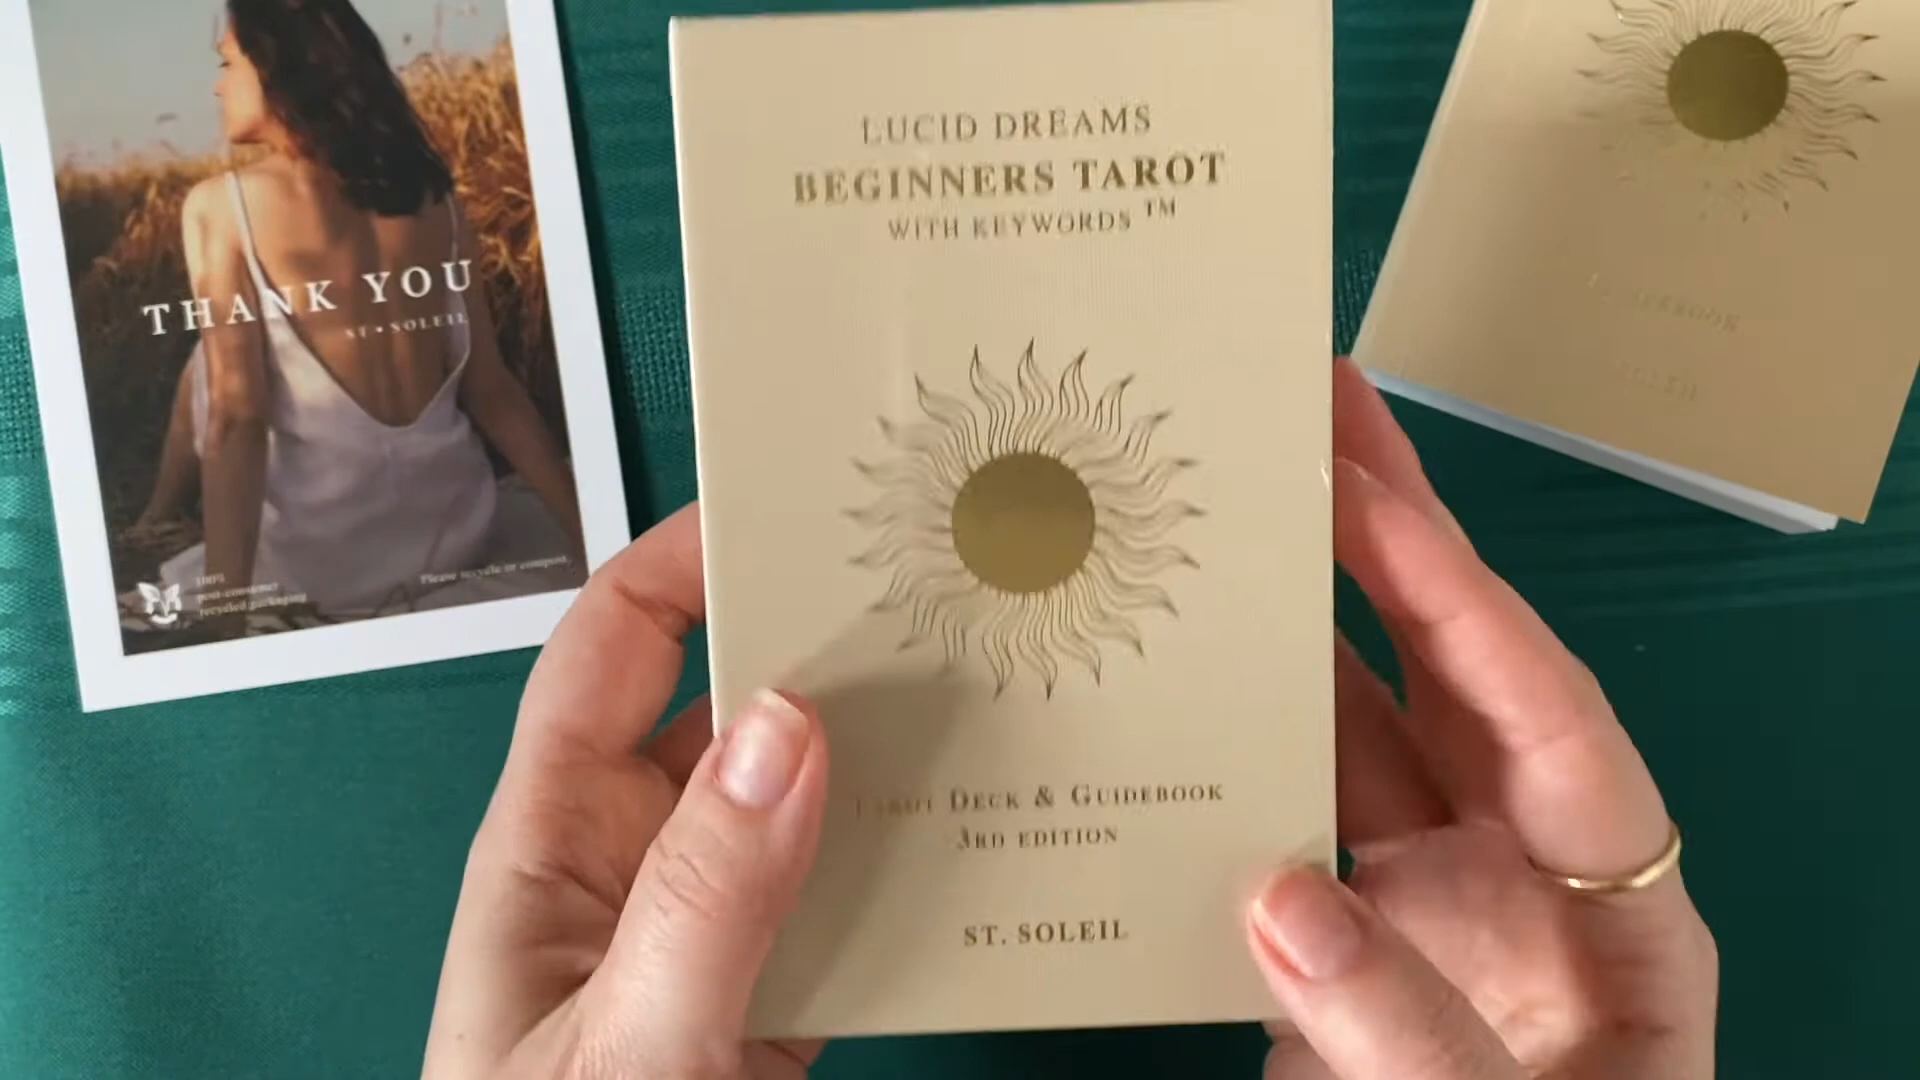 THANK YOU
ST • SOLEIL
100%
post-consumer
recycled packaging
Please recycle or compost.
LUCID DREAMS
BEGINNERS TAROT
WITH KEYWORDS ™
TAROT DECK & GUIDEBOOK
3RD EDITION
ST. SOLEIL
SOLEIL